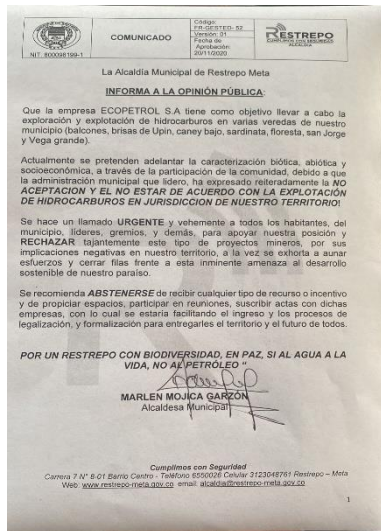 COMUNICADO
Código:
FR-GESTED- 52
Versión: 01
Fecha de
Aprobación:
20/11/2020
RESTREPO
CUMPLIMOS CON SEGURIDAD
ALCALDÍA
NIT. 800098199-1
La Alcaldía Municipal de Restrepo Meta
INFORMA A LA OPINIÓN PÚBLICA:
Que la empresa ECOPETROL S.A tiene como objetivo llevar a cabo la
exploración y explotación de hidrocarburos en varias veredas de nuestro
municipio (balcones, brisas de Upin, caney bajo, sardinata, floresta, san Jorge
y Vega grande).
Actualmente se pretenden adelantar la caracterización biótica, abiótica y
socioeconómica, a través de la participación de la comunidad, debido a que
la administración municipal que lidero, ha expresado reiteradamente la NO
ACEPTACION Y EL NO ESTAR DE ACUERDO CON LA EXPLOTACIÓN
DE HIDROCARBUROS EN JURISDICCION DE NUESTRO TERRITORIO!
Se hace un llamado URGENTE y vehemente a todos los habitantes, del
municipio, líderes, gremios, y demás, para apoyar nuestra posición y
RECHAZAR tajantemente este tipo de proyectos mineros, por sus
implicaciones negativas en nuestro territorio, a la vez se exhorta a aunar
esfuerzos y cerrar filas frente a esta inminente amenaza al desarrollo
sostenible de nuestro paraíso.
Se recomienda ABSTENERSE de recibir cualquier tipo de recurso o incentivo
y de propiciar espacios, participar en reuniones, suscribir actas con dichas
empresas, con lo cual se estaría facilitando el ingreso y los procesos de
legalización, y formalización para entregarles el territorio y el futuro de todos.
POR UN RESTREPO CON BIODIVERSIDAD, EN PAZ, SI AL AGUA A LA
VIDA, NO AL PETRÓLEO "
MARLEN MOJICA GARZÓN
Alcaldesa Municipal
Cumplimos con Seguridad
Carrera 7 N° 8-01 Barrio Centro - Teléfono 6550026 Celular 3123048761 Restrepo – Meta
Web: www.restrepo-meta.gov.co email: alcaldia@restrepo-meta.gov.co
1